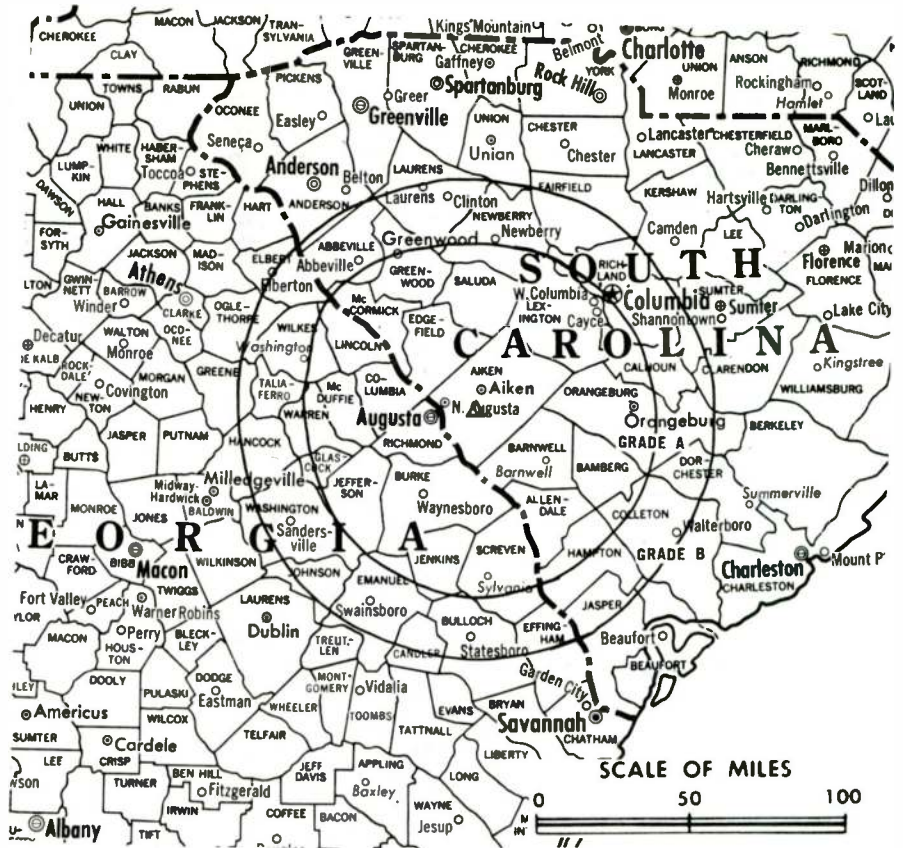 MACON
JACKSON
TRAN-
SYLVANIA
CHEROKEE
CLAY
TOWNS
RABUN
UNION
WHITE
HABER-
SHAM
Toccoa
STE-
PHENS
LUMP-
KIN
DAWSON
HALL
BANKS
FRANK-
LIN
HART
Gainesville
FOR-
SYTH
OCONEE
Seneca
PICKENS
Easley
Anderson
Belton
ANDERSON
GREEN-
VILLE
SPARTAN-
BURG
Kings Mountain
CHEROKEE
Gaffney
Greer
Greenville
Spartanburg
Belmont
Charlotte
YORK
Rock Hill
UNION
Monroe
ANSON
RICHMOND
Rockingham
Hamlet
SCOT-
LAND
UNION
Union
CHESTER
Chester
Lancaster
LANCASTER
CHESTERFIELD
Cheraw
MARL-
BORO
Bennettsville
LAURENS
Laurens
Clinton
NEWBERRY
Newberry
FAIRFIELD
KERSHAW
Camden
Hartsville
DARLING-
TON
Darlington
Dillon
LEE
Florence
FLORENCE
Marion
Lake City
ABBEVILLE
Abbeville
Greenwood
GREEN-
WOOD
SALUDA
SOUTH
CAROLINA
RICH-
LAND
W. Columbia
Columbia
LEX-
INGTON
Cayce
SUMTER
Sumter
Shannontown
CALHOUN
CLARENDON
Kingstree
WILLIAMSBURG
JACKSON
MAD-
ISON
ELBERT
Elberton
Athens
CLARKE
GWIN-
NETT
BARROW
Winder
OGLE-
THORPE
OCO-
NEE
WALTON
Monroe
Decatur
DE KALB
ROCK-
DALE
NEW-
TON
Covington
MORGAN
GREENE
HENRY
WILKES
Washington
LINCOLN
Mc
CORMICK
EDGE-
FIELD
AIKEN
Aiken
TALIA-
FERRO
Mc
DUFFIE
CO-
LUMBIA
WARREN
Augusta
N. Augusta
RICHMOND
ORANGEBURG
Orangeburg
GRADE A
BERKELEY
JASPER
PUTNAM
HANCOCK
BUTTS
GLAS-
COCK
JEFFER-
SON
BURKE
Waynesboro
BARNWELL
Barnwell
BAMBERG
DOR-
CHESTER
ALLEN-
DALE
COLLETON
Summerville
Walterboro
LA-
MAR
MONROE
JONES
Midway-
Hardwick
Milledgeville
BALDWIN
WASHINGTON
Sanders-
ville
EORGIA
JENKINS
SCREVEN
Sylvania
HAMPTON
GRADE B
Charleston
CHARLESTON
Mount P
CRAW-
FORD
BIBB
Macon
WILKINSON
JOHNSON
EMANUEL
Swainsboro
TWIGGS
Fort Valley
PEACH
Warner Robins
LAURENS
Dublin
BULLOCH
Statesboro
EFFING-
HAM
JASPER
Beaufort
BEAUFORT
MACON
Perry
HOUS-
TON
BLECK-
LEY
TREUT-
LEN
CANDLER
Garden City
DOOLY
PULASKI
DODGE
Eastman
WHEELER
MONT-
GOMERY
Vidalia
TOOMBS
EVANS
BRYAN
Savannah
CHATHAM
Americus
WILCOX
TELFAIR
TATTNALL
LIBERTY
SUMTER
Cardele
LEE
CRISP
TURNER
BEN HILL
Fitzgerald
JEFF
DAVIS
APPLING
Baxley
LONG
IRWIN
COFFEE
BACON
WAYNE
Jesup
Albany
TIFT
SCALE OF MILES
0 50 100